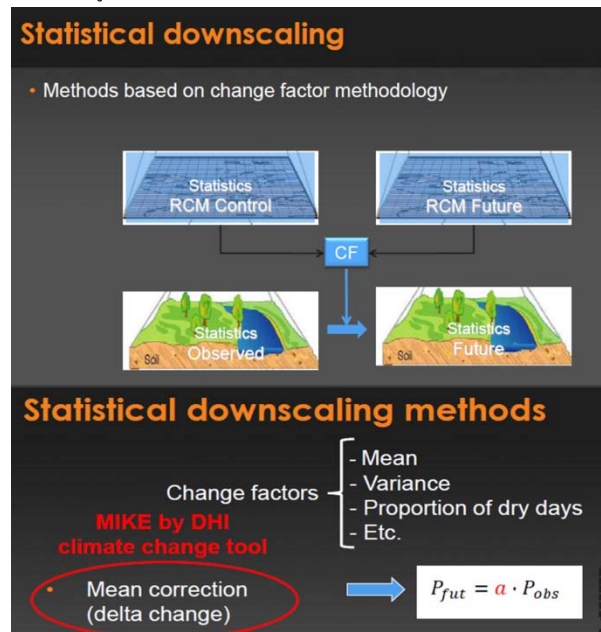 Statistical downscaling
• Methods based on change factor methodology
Statistics
RCM Control
Statistics
RCM Future
CF
Statistics
Observed
Soil
Statistics
Future
Soil
Statistical downscaling methods
Change factors
- Mean
- Variance
- Proportion of dry days
- Etc.
MIKE by DHI
climate change tool
• Mean correction
(delta change)
P_fut = a · P_obs